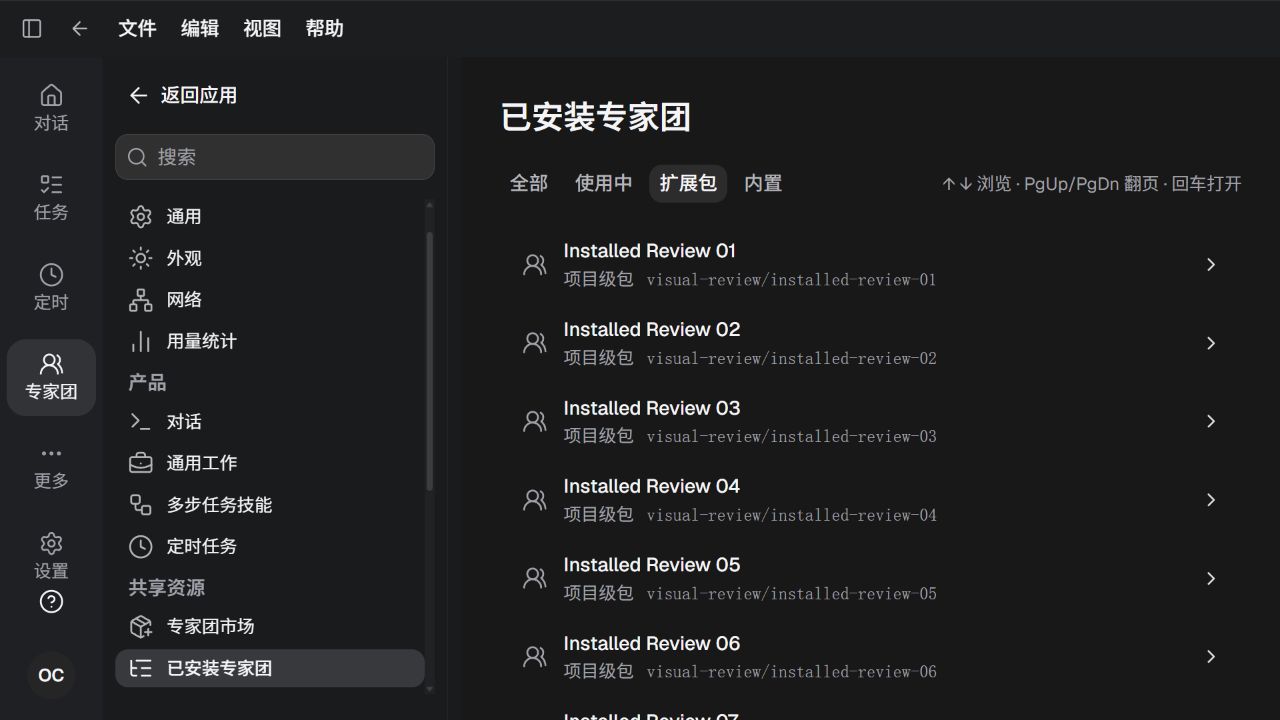 文件 编辑 视图 帮助
对话
任务
定时
专家团
更多
设置
OC
返回应用
搜索
通用
外观
网络
用量统计
产品
对话
通用工作
多步任务技能
定时任务
共享资源
专家团市场
已安装专家团
已安装专家团
全部 使用中 扩展包 内置
↑↓浏览 · PgUp/PgDn 翻页 · 回车打开
Installed Review 01
项目级包 visual-review/installed-review-01
Installed Review 02
项目级包 visual-review/installed-review-02
Installed Review 03
项目级包 visual-review/installed-review-03
Installed Review 04
项目级包 visual-review/installed-review-04
Installed Review 05
项目级包 visual-review/installed-review-05
Installed Review 06
项目级包 visual-review/installed-review-06
Installed Review 07